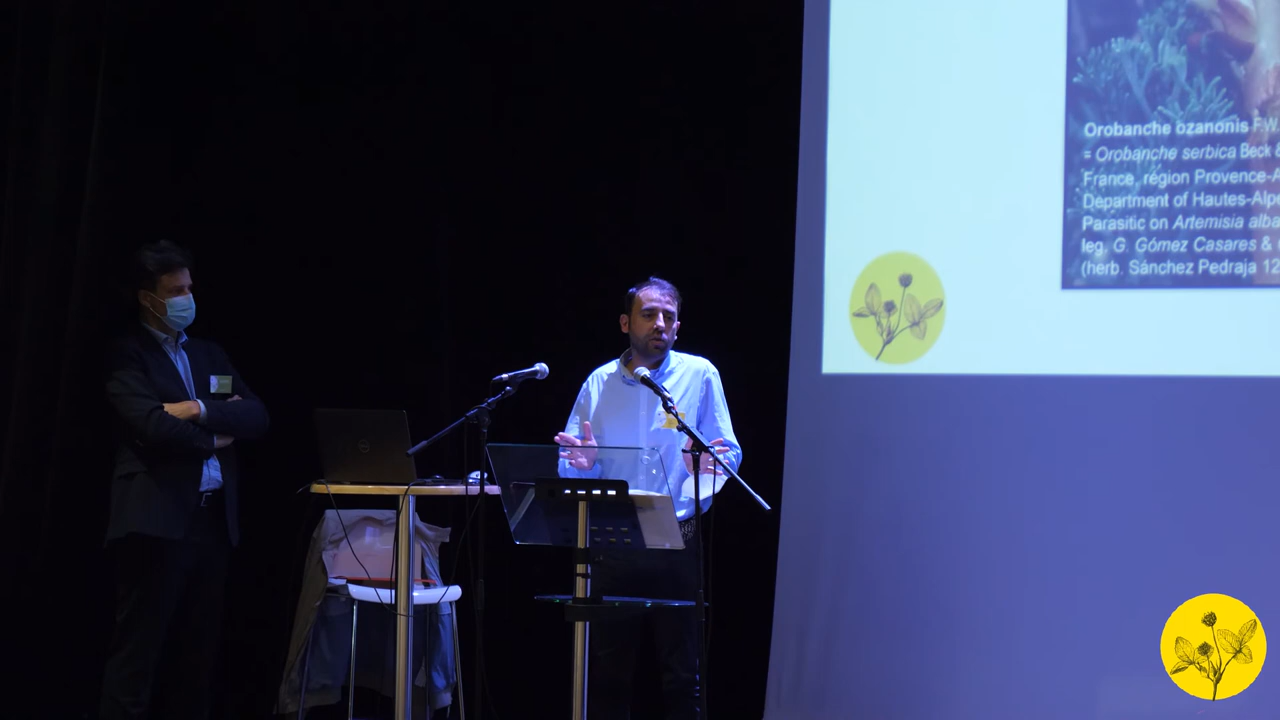 Orobanche ozanonis F.W.
= Orobanche serbica Beck &
France, région Provence-A
Department of Hautes-Alpe
Parasitic on Artemisia alba
leg. G. Gómez Casares &
(herb. Sánchez Pedraja 12